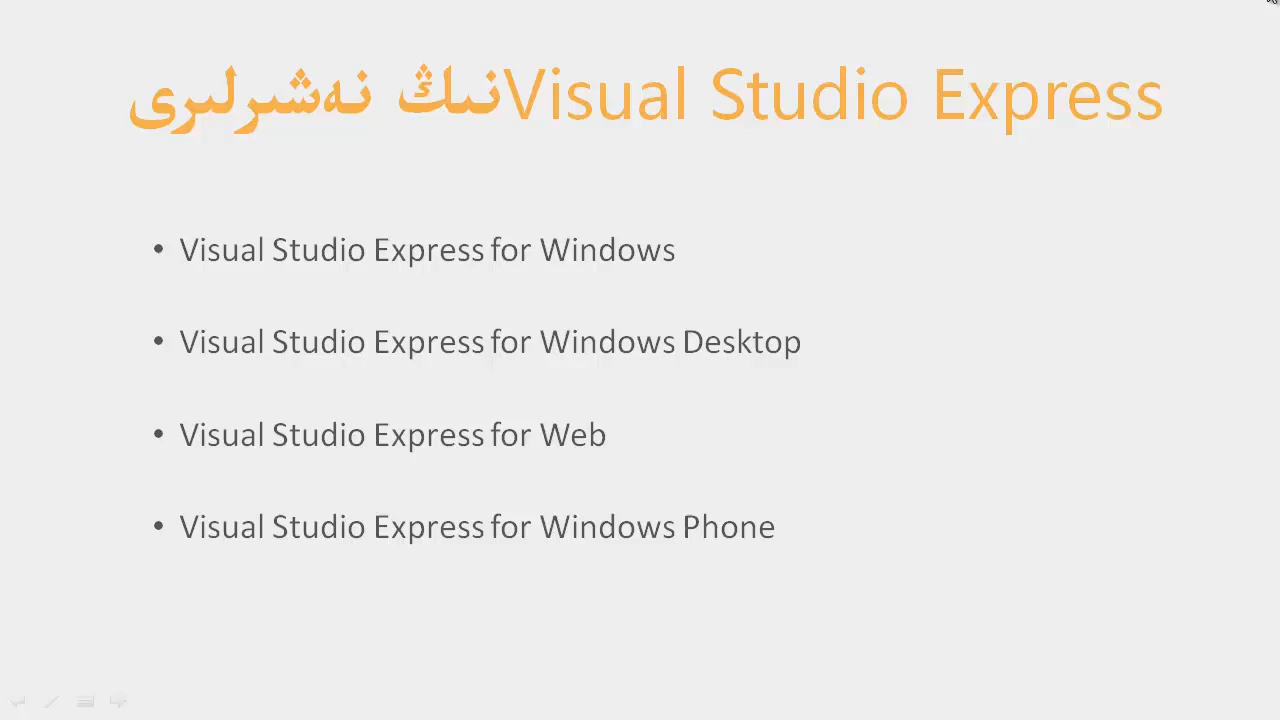 Visual Studio Expressنىڭ نەشىرلىرى
• Visual Studio Express for Windows
• Visual Studio Express for Windows Desktop
• Visual Studio Express for Web
• Visual Studio Express for Windows Phone